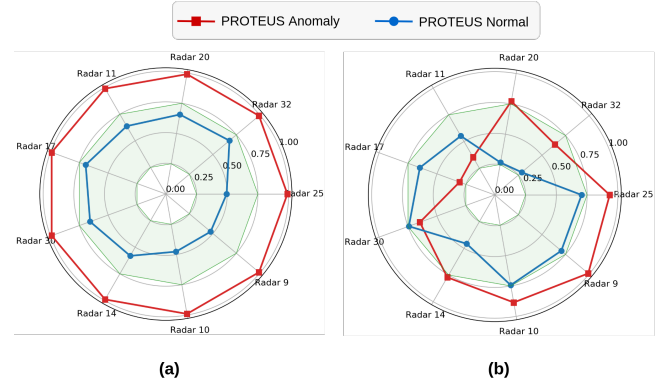 PROTEUS Anomaly
PROTEUS Normal
Radar 20
Radar 11
Radar 32
Radar 17
1.00
0.75
0.50
0.25
0.00
Radar 25
Radar 30
Radar 9
Radar 14
Radar 10
(a)
Radar 20
Radar 11
Radar 32
Radar 17
1.00
0.75
0.50
0.25
0.00
Radar 25
Radar 30
Radar 9
Radar 14
Radar 10
(b)